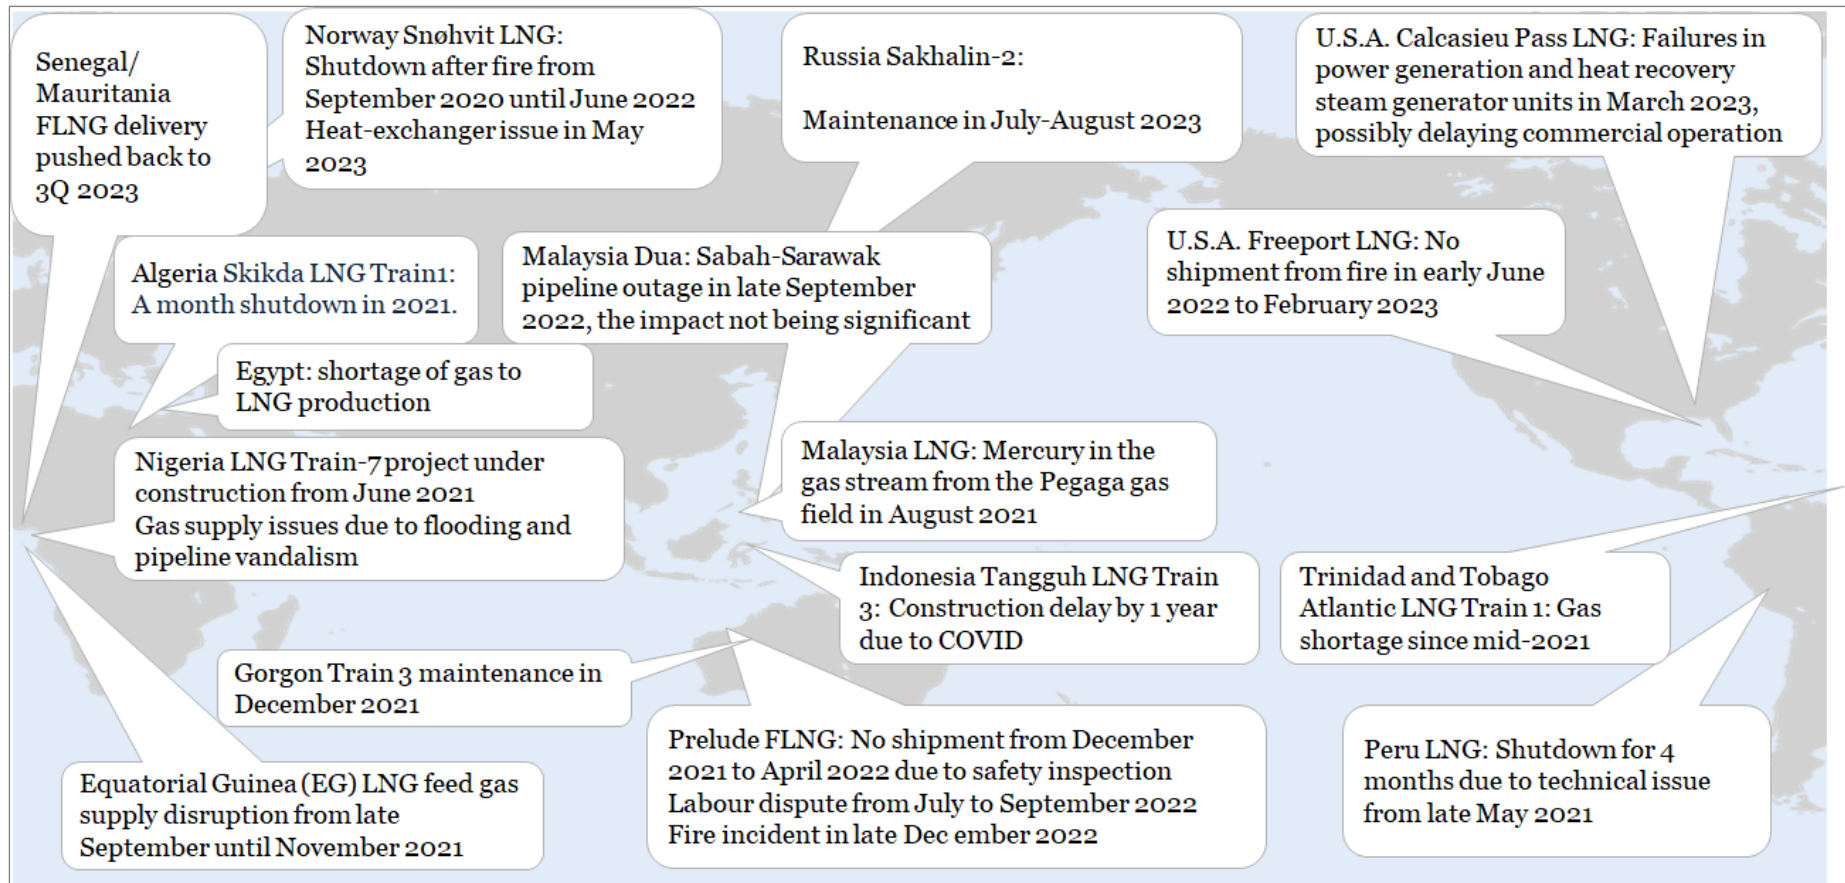 Senegal/
Mauritania
FLNG delivery
pushed back to
3Q 2023
Norway Snøhvit LNG:
Shutdown after fire from
September 2020 until June 2022
Heat-exchanger issue in May
2023
Russia Sakhalin-2:
Maintenance in July-August 2023
U.S.A. Calcasieu Pass LNG: Failures in
power generation and heat recovery
steam generator units in March 2023,
possibly delaying commercial operation
Algeria Skikda LNG Train1:
A month shutdown in 2021.
Malaysia Dua: Sabah-Sarawak
pipeline outage in late September
2022, the impact not being significant
U.S.A. Freeport LNG: No
shipment from fire in early June
2022 to February 2023
Egypt: shortage of gas to
LNG production
Nigeria LNG Train-7 project under
construction from June 2021
Gas supply issues due to flooding and
pipeline vandalism
Malaysia LNG: Mercury in the
gas stream from the Pegaga gas
field in August 2021
Indonesia Tangguh LNG Train
3: Construction delay by 1 year
due to COVID
Trinidad and Tobago
Atlantic LNG Train 1: Gas
shortage since mid-2021
Gorgon Train 3 maintenance in
December 2021
Equatorial Guinea (EG) LNG feed gas
supply disruption from late
September until November 2021
Prelude FLNG: No shipment from December
2021 to April 2022 due to safety inspection
Labour dispute from July to September 2022
Fire incident in late Dec ember 2022
Peru LNG: Shutdown for 4
months due to technical issue
from late May 2021